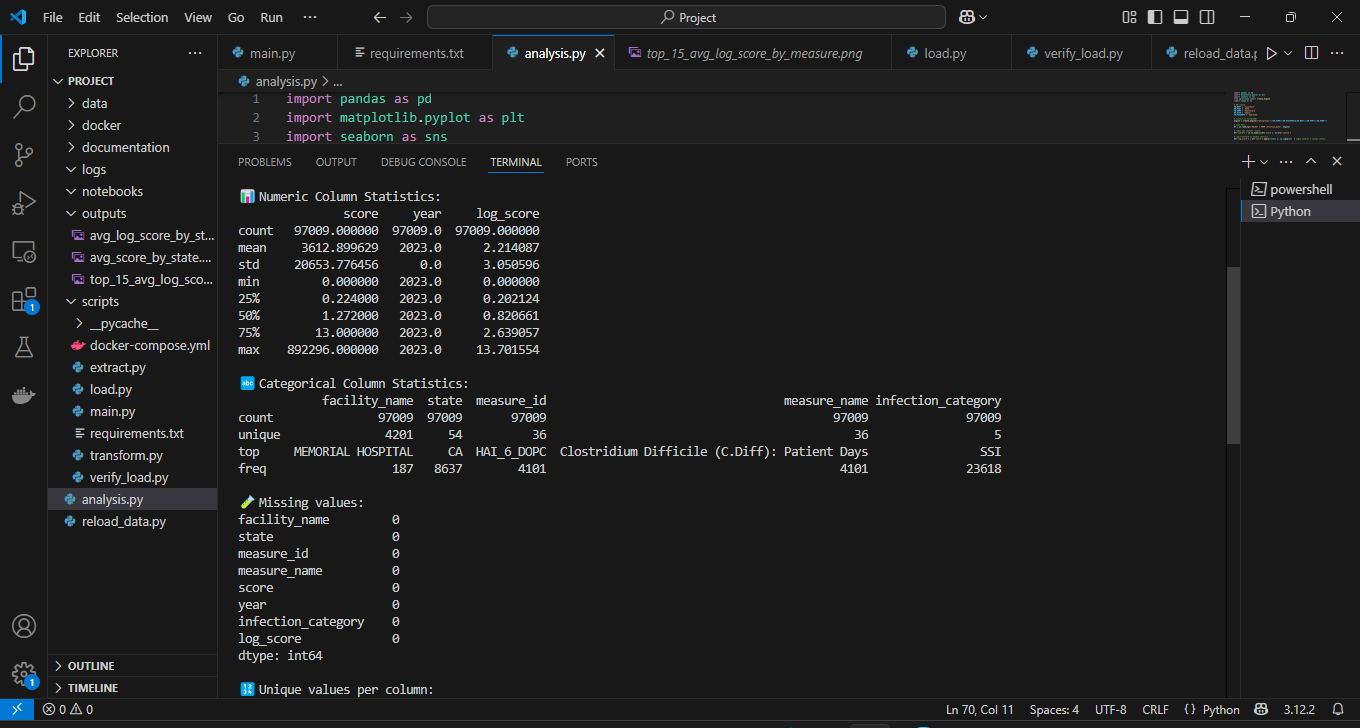 File Edit Selection View Go Run ··· Project
EXPLORER ···
PROJECT
data
docker
documentation
logs
notebooks
outputs
avg_log_score_by_st...
avg_score_by_state....
top_15_avg_log_sco...
scripts
__pycache__
docker-compose.yml
extract.py
load.py
main.py
requirements.txt
transform.py
verify_load.py
analysis.py
reload_data.py
OUTLINE
TIMELINE
1
1
main.py requirements.txt analysis.py top_15_avg_log_score_by_measure.png load.py verify_load.py reload_data.p
analysis.py > ...
1 import pandas as pd
2 import matplotlib.pyplot as plt
3 import seaborn as sns
PROBLEMS OUTPUT DEBUG CONSOLE TERMINAL PORTS
powershell
Python
Numeric Column Statistics:
score year log_score
count 97009.000000 97009.0 97009.000000
mean 3612.899629 2023.0 2.214087
std 20653.776456 0.0 3.050596
min 0.000000 2023.0 0.000000
25% 0.224000 2023.0 0.202124
50% 1.272000 2023.0 0.820661
75% 13.000000 2023.0 2.639057
max 892296.000000 2023.0 13.701554
abc Categorical Column Statistics:
facility_name state measure_id measure_name infection_category
count 97009 97009 97009 97009 97009
unique 4201 54 36 36 5
top MEMORIAL HOSPITAL CA HAI_6_DOPC Clostridium Difficile (C.Diff): Patient Days SSI
freq 187 8637 4101 4101 23618
Missing values:
facility_name 0
state 0
measure_id 0
measure_name 0
score 0
year 0
infection_category 0
log_score 0
dtype: int64
Unique values per column:
0 0 Ln 70, Col 11 Spaces: 4 UTF-8 CRLF {} Python 3.12.2